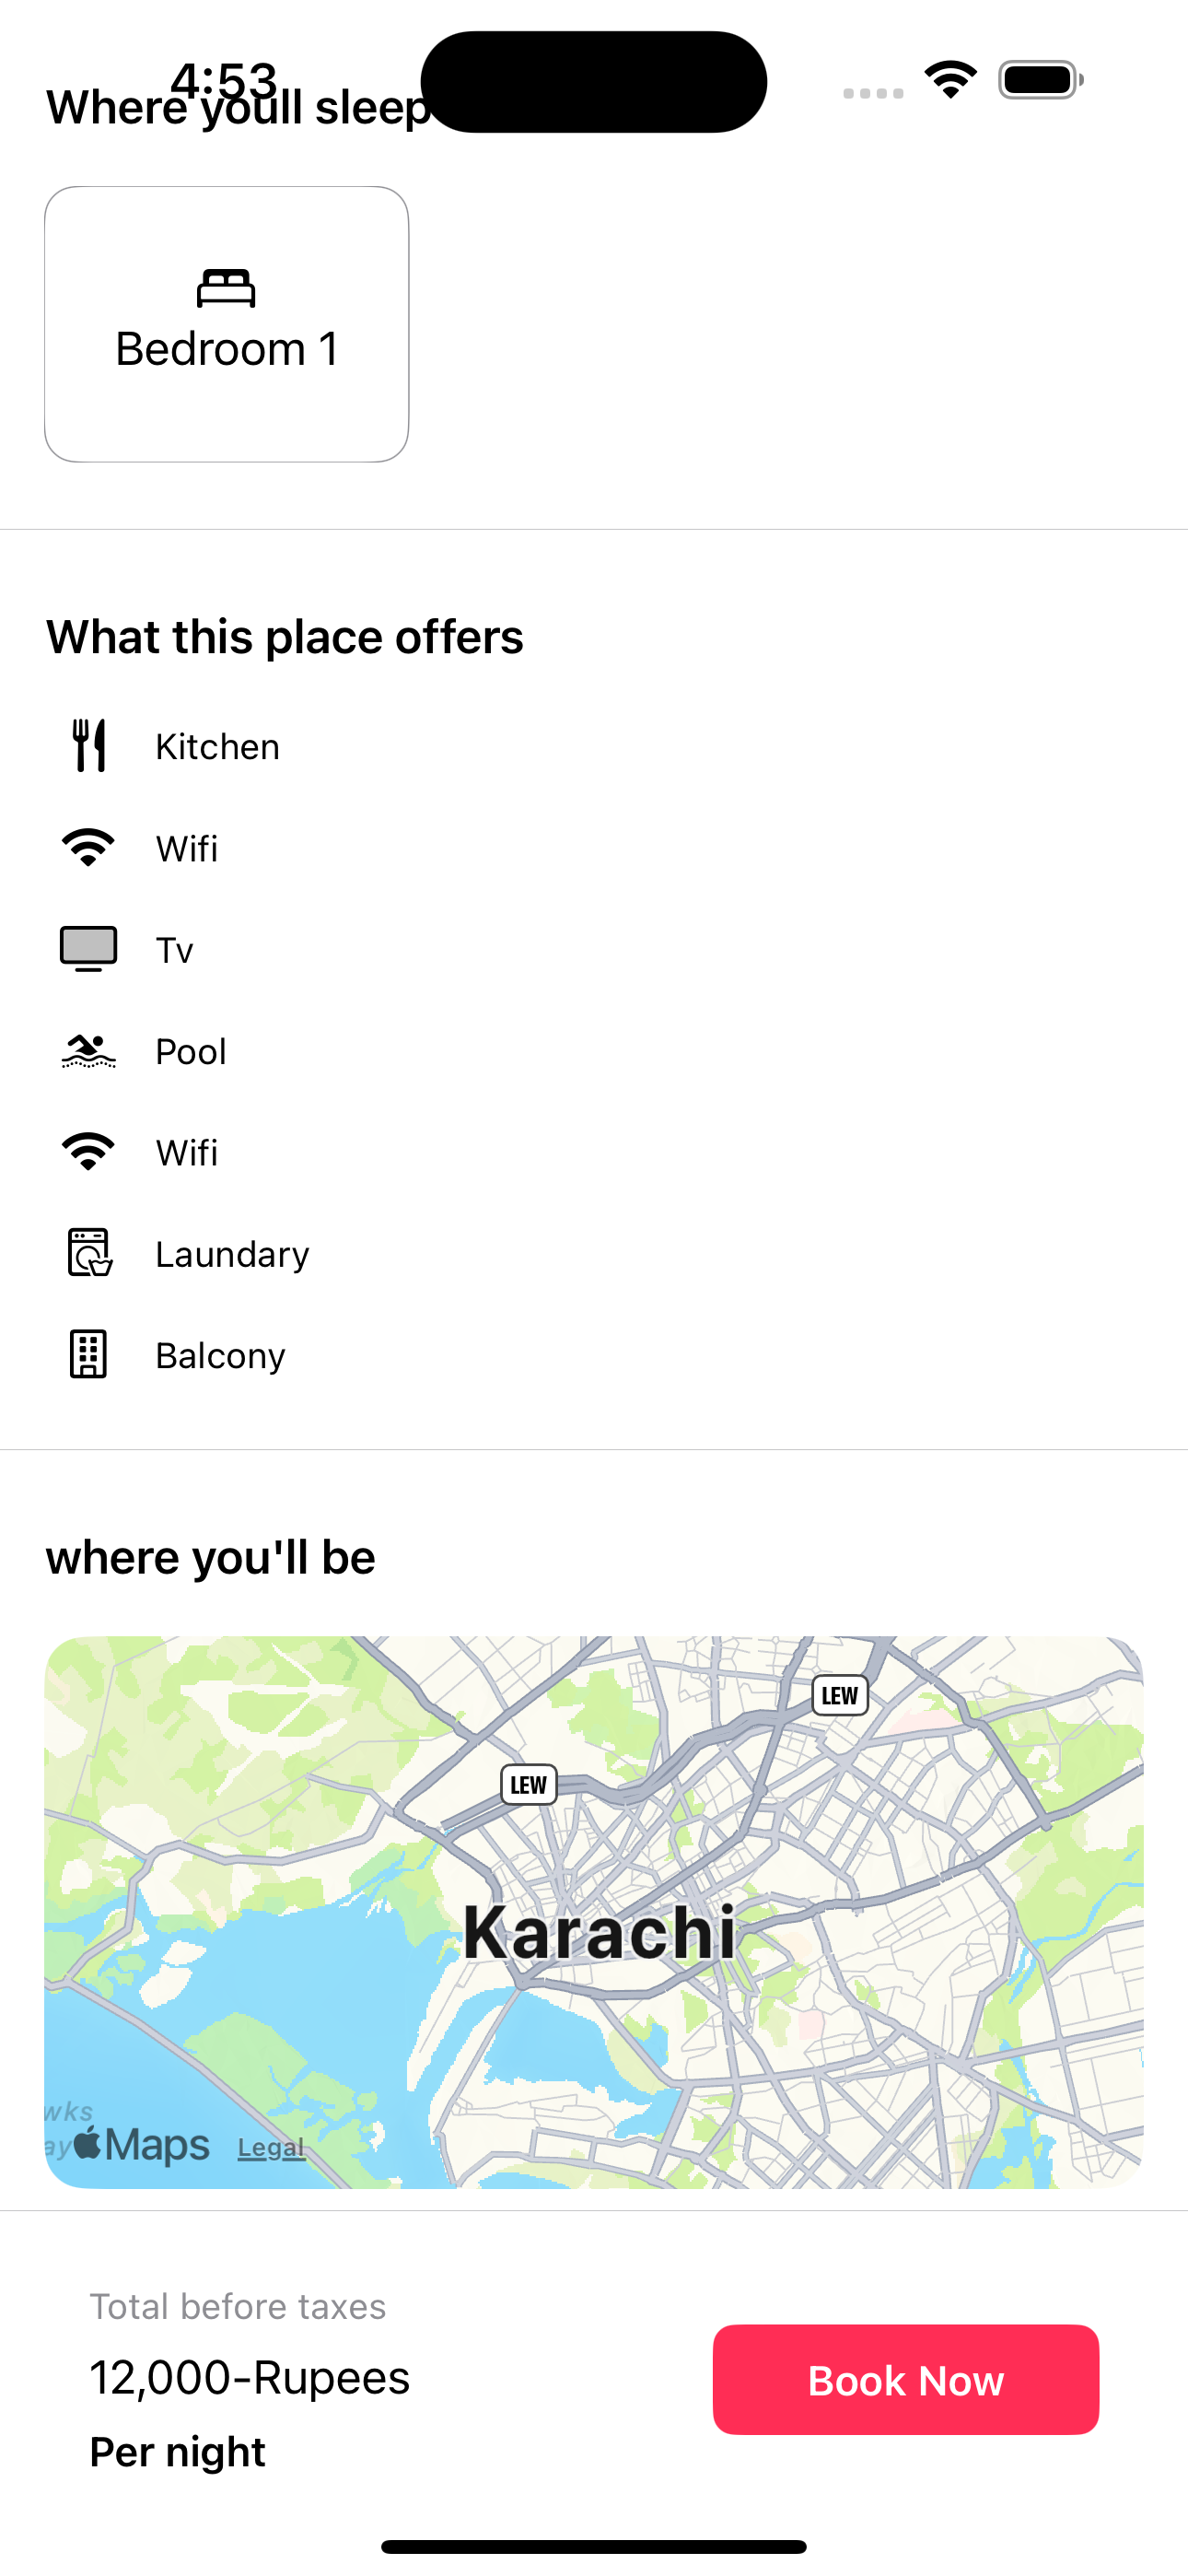 4:53
Where youll sleep
Bedroom 1
What this place offers
Kitchen
Wifi
Tv
Pool
Wifi
Laundary
Balcony
where you'll be
LEW
LEW
Karachi
wks
ay
Maps Legal
Total before taxes
12,000-Rupees
Book Now
Per night